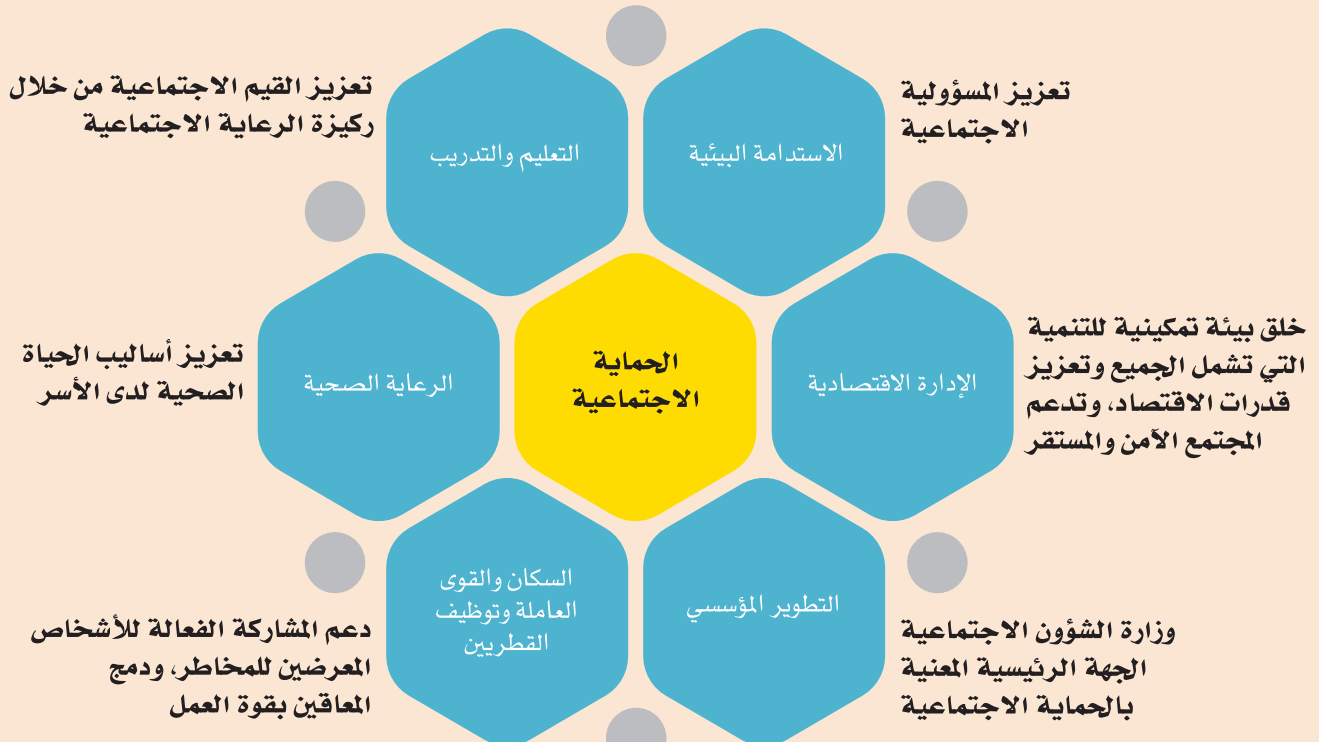 تعزيز المسؤولية
الاجتماعية
الاستدامة البيئية
التعليم والتدريب
تعزيز القيم الاجتماعية من خلال
ركيزة الرعاية الاجتماعية
خلق بيئة تمكينية للتنمية
التي تشمل الجميع وتعزيز
قدرات الاقتصاد، وتدعم
المجتمع الآمن والمستقر
الإدارة الاقتصادية
الحماية
الاجتماعية
الرعاية الصحية
تعزيز أساليب الحياة
الصحية لدى الأسر
وزارة الشؤون الاجتماعية
الجهة الرئيسية المعنية
بالحماية الاجتماعية
التطوير المؤسسي
السكان والقوى
العاملة وتوظيف
القطريين
دعم المشاركة الفعالة للأشخاص
المعرضين للمخاطر، ودمج
المعاقين بقوة العمل